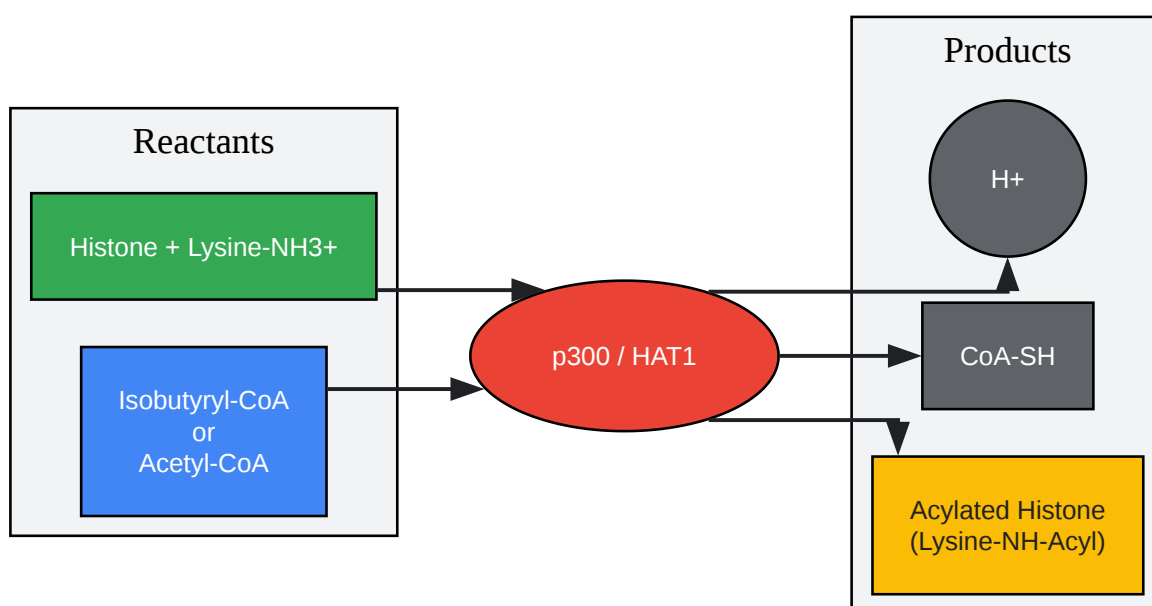 Reactants
Histone + Lysine-NH3+
Isobutyryl-CoA
or
Acetyl-CoA
p300 / HAT1
Products
H+
CoA-SH
Acylated Histone
(Lysine-NH-Acyl)